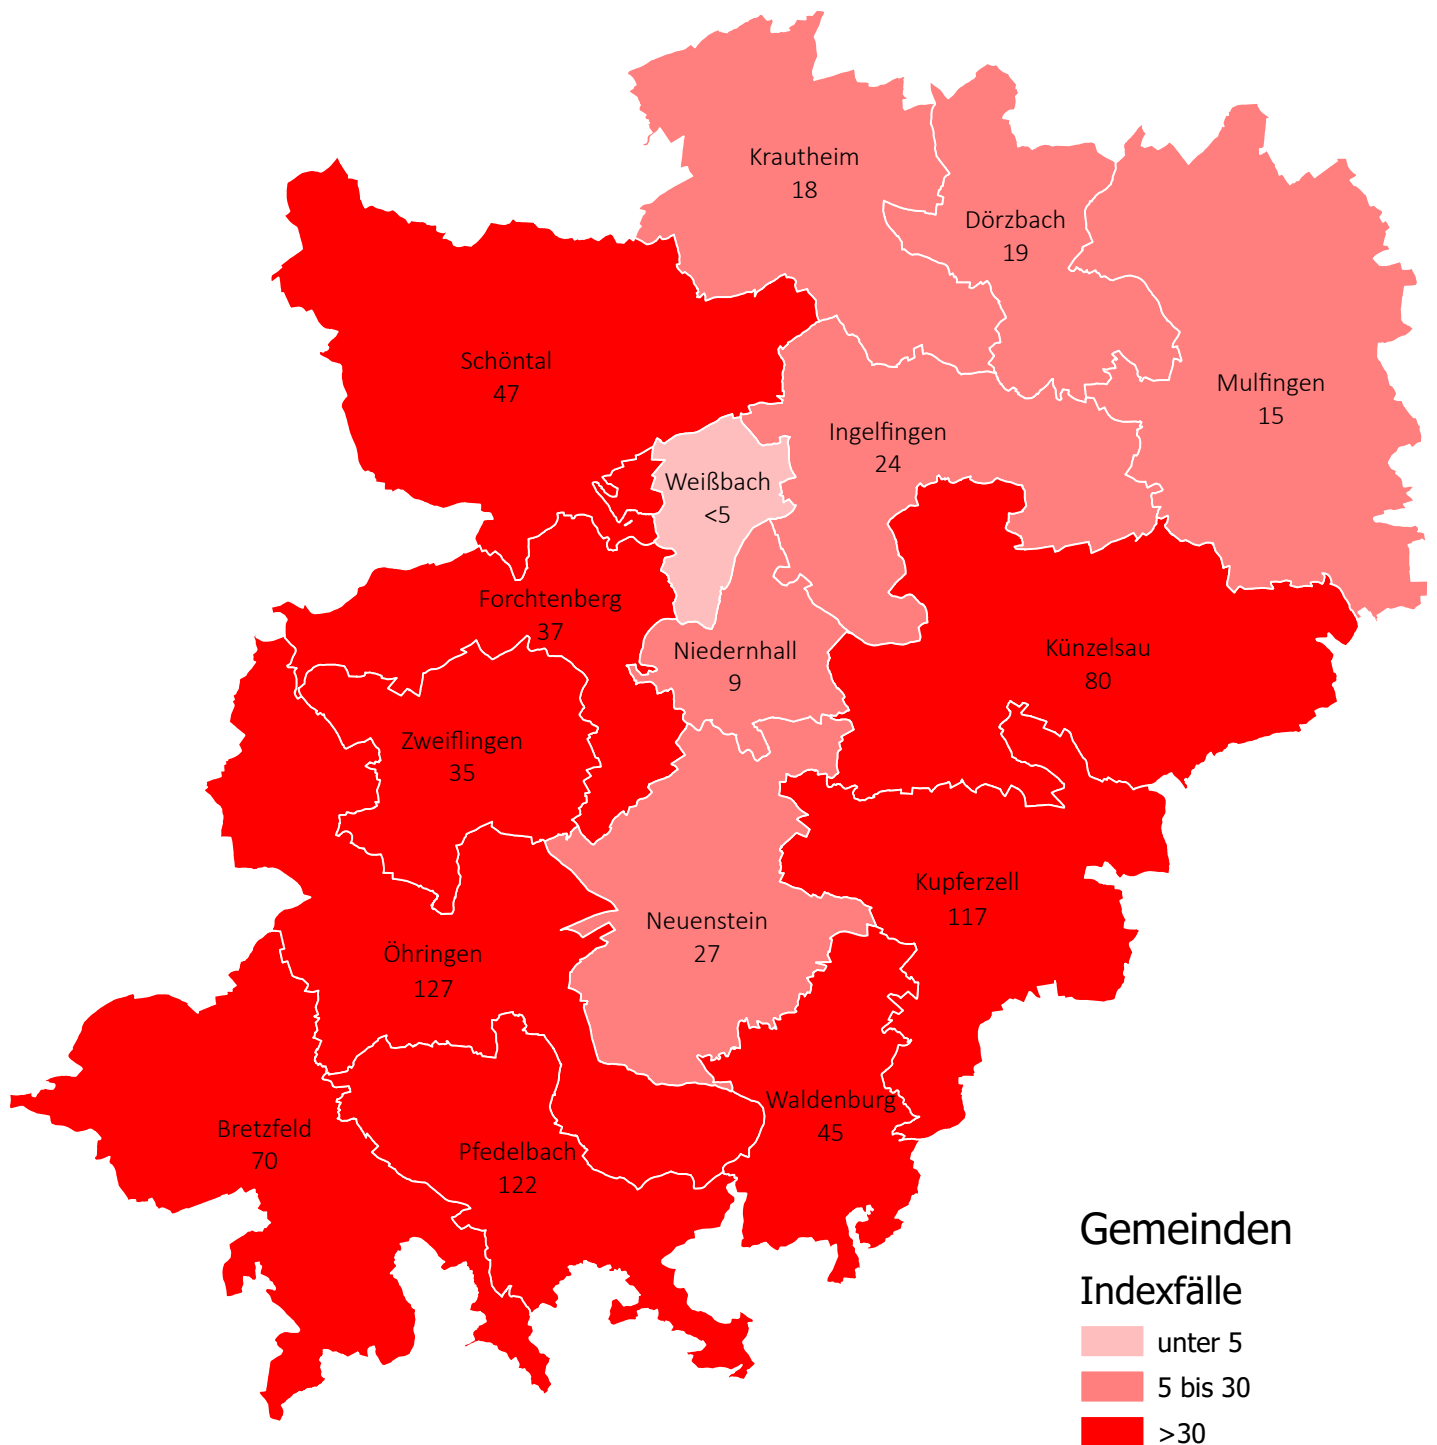 Krautheim
18
Dörzbach
19
Schöntal
47
Mulfingen
15
Ingelfingen
24
Weißbach
<5
Forchtenberg
37
Niedernhall
9
Künzelsau
80
Zweiflingen
35
Kupferzell
117
Neuenstein
27
Öhringen
127
Waldenburg
45
Bretzfeld
70
Pfedelbach
122
Gemeinden
Indexfälle
unter 5
5 bis 30
>30